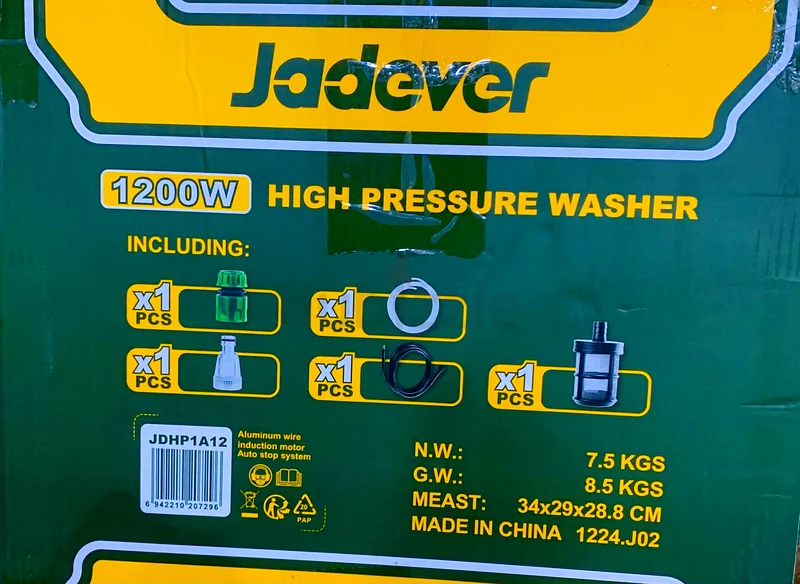 Jadever
1200W HIGH PRESSURE WASHER
INCLUDING:
x1 PCS
x1 PCS
x1 PCS
x1 PCS
x1 PCS
JDHP1A12
6 942210 207296
Aluminum wire
induction motor
Auto stop system
20
PAP
N.W.: 7.5 KGS
G.W.: 8.5 KGS
MEAST: 34x29x28.8 CM
MADE IN CHINA 1224.J02